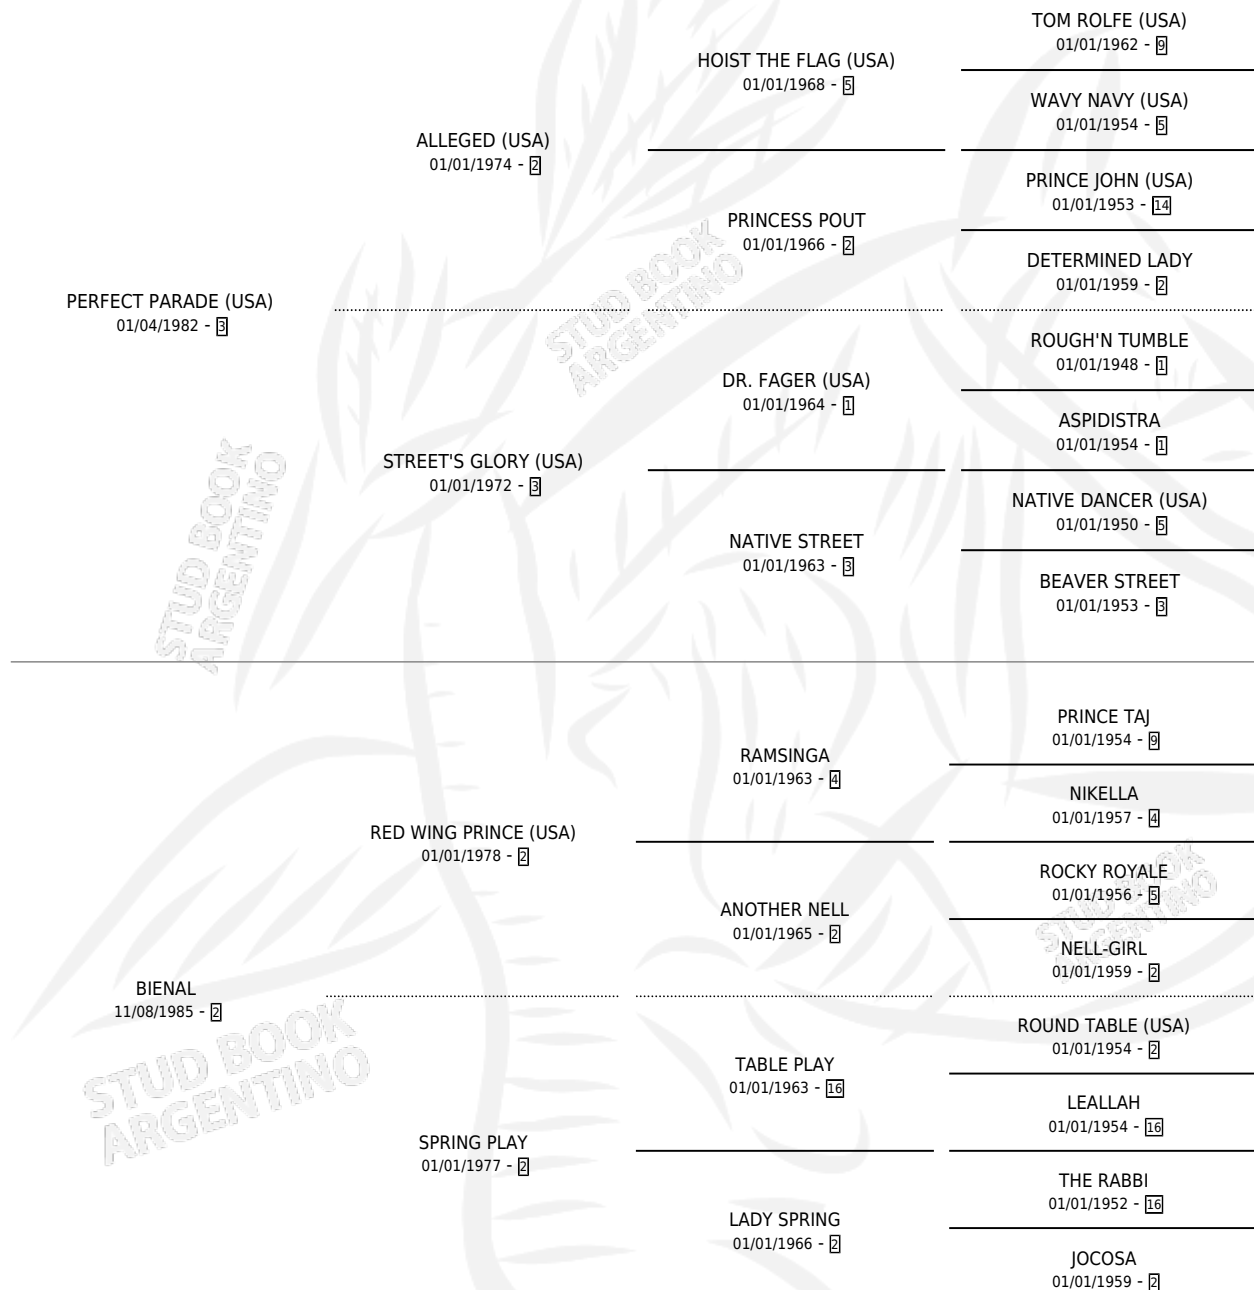 TOM ROLFE (USA)
01/01/1962 - 9
HOIST THE FLAG (USA)
01/01/1968 - 5
WAVY NAVY (USA)
01/01/1954 - 5
ALLEGED (USA)
01/01/1974 - 2
PRINCE JOHN (USA)
01/01/1953 - 14
PRINCESS POUT
01/01/1966 - 2
DETERMINED LADY
01/01/1959 - 2
PERFECT PARADE (USA)
01/04/1982 - 3
ROUGH'N TUMBLE
01/01/1948 - 1
DR. FAGER (USA)
01/01/1964 - 1
ASPIDISTRA
01/01/1954 - 1
STREET'S GLORY (USA)
01/01/1972 - 3
NATIVE DANCER (USA)
01/01/1950 - 5
NATIVE STREET
01/01/1963 - 3
BEAVER STREET
01/01/1953 - 3
PRINCE TAJ
01/01/1954 - 9
RAMSINGA
01/01/1963 - 4
NIKELLA
01/01/1957 - 4
RED WING PRINCE (USA)
01/01/1978 - 2
ROCKY ROYALE
01/01/1956 - 5
ANOTHER NELL
01/01/1965 - 2
NELL-GIRL
01/01/1959 - 2
BIENAL
11/08/1985 - 2
ROUND TABLE (USA)
01/01/1954 - 2
TABLE PLAY
01/01/1963 - 16
LEALLAH
01/01/1954 - 16
SPRING PLAY
01/01/1977 - 2
THE RABBI
01/01/1952 - 16
LADY SPRING
01/01/1966 - 2
JOCOSA
01/01/1959 - 2
STUD BOOK
ARGENTINO
STUD BOOK
ARGENTINO
STUD BOOK
ARGENTINO
STUD BOOK
ARGENTINO